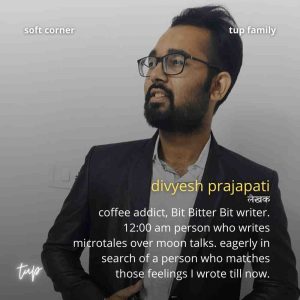 soft corner
tup family
divyesh prajapati
लेखक
coffee addict, Bit Bitter Bit writer.
12:00 am person who writes
microtales over moon talks. eagerly in
search of a person who matches
those feelings I wrote till now.
tup